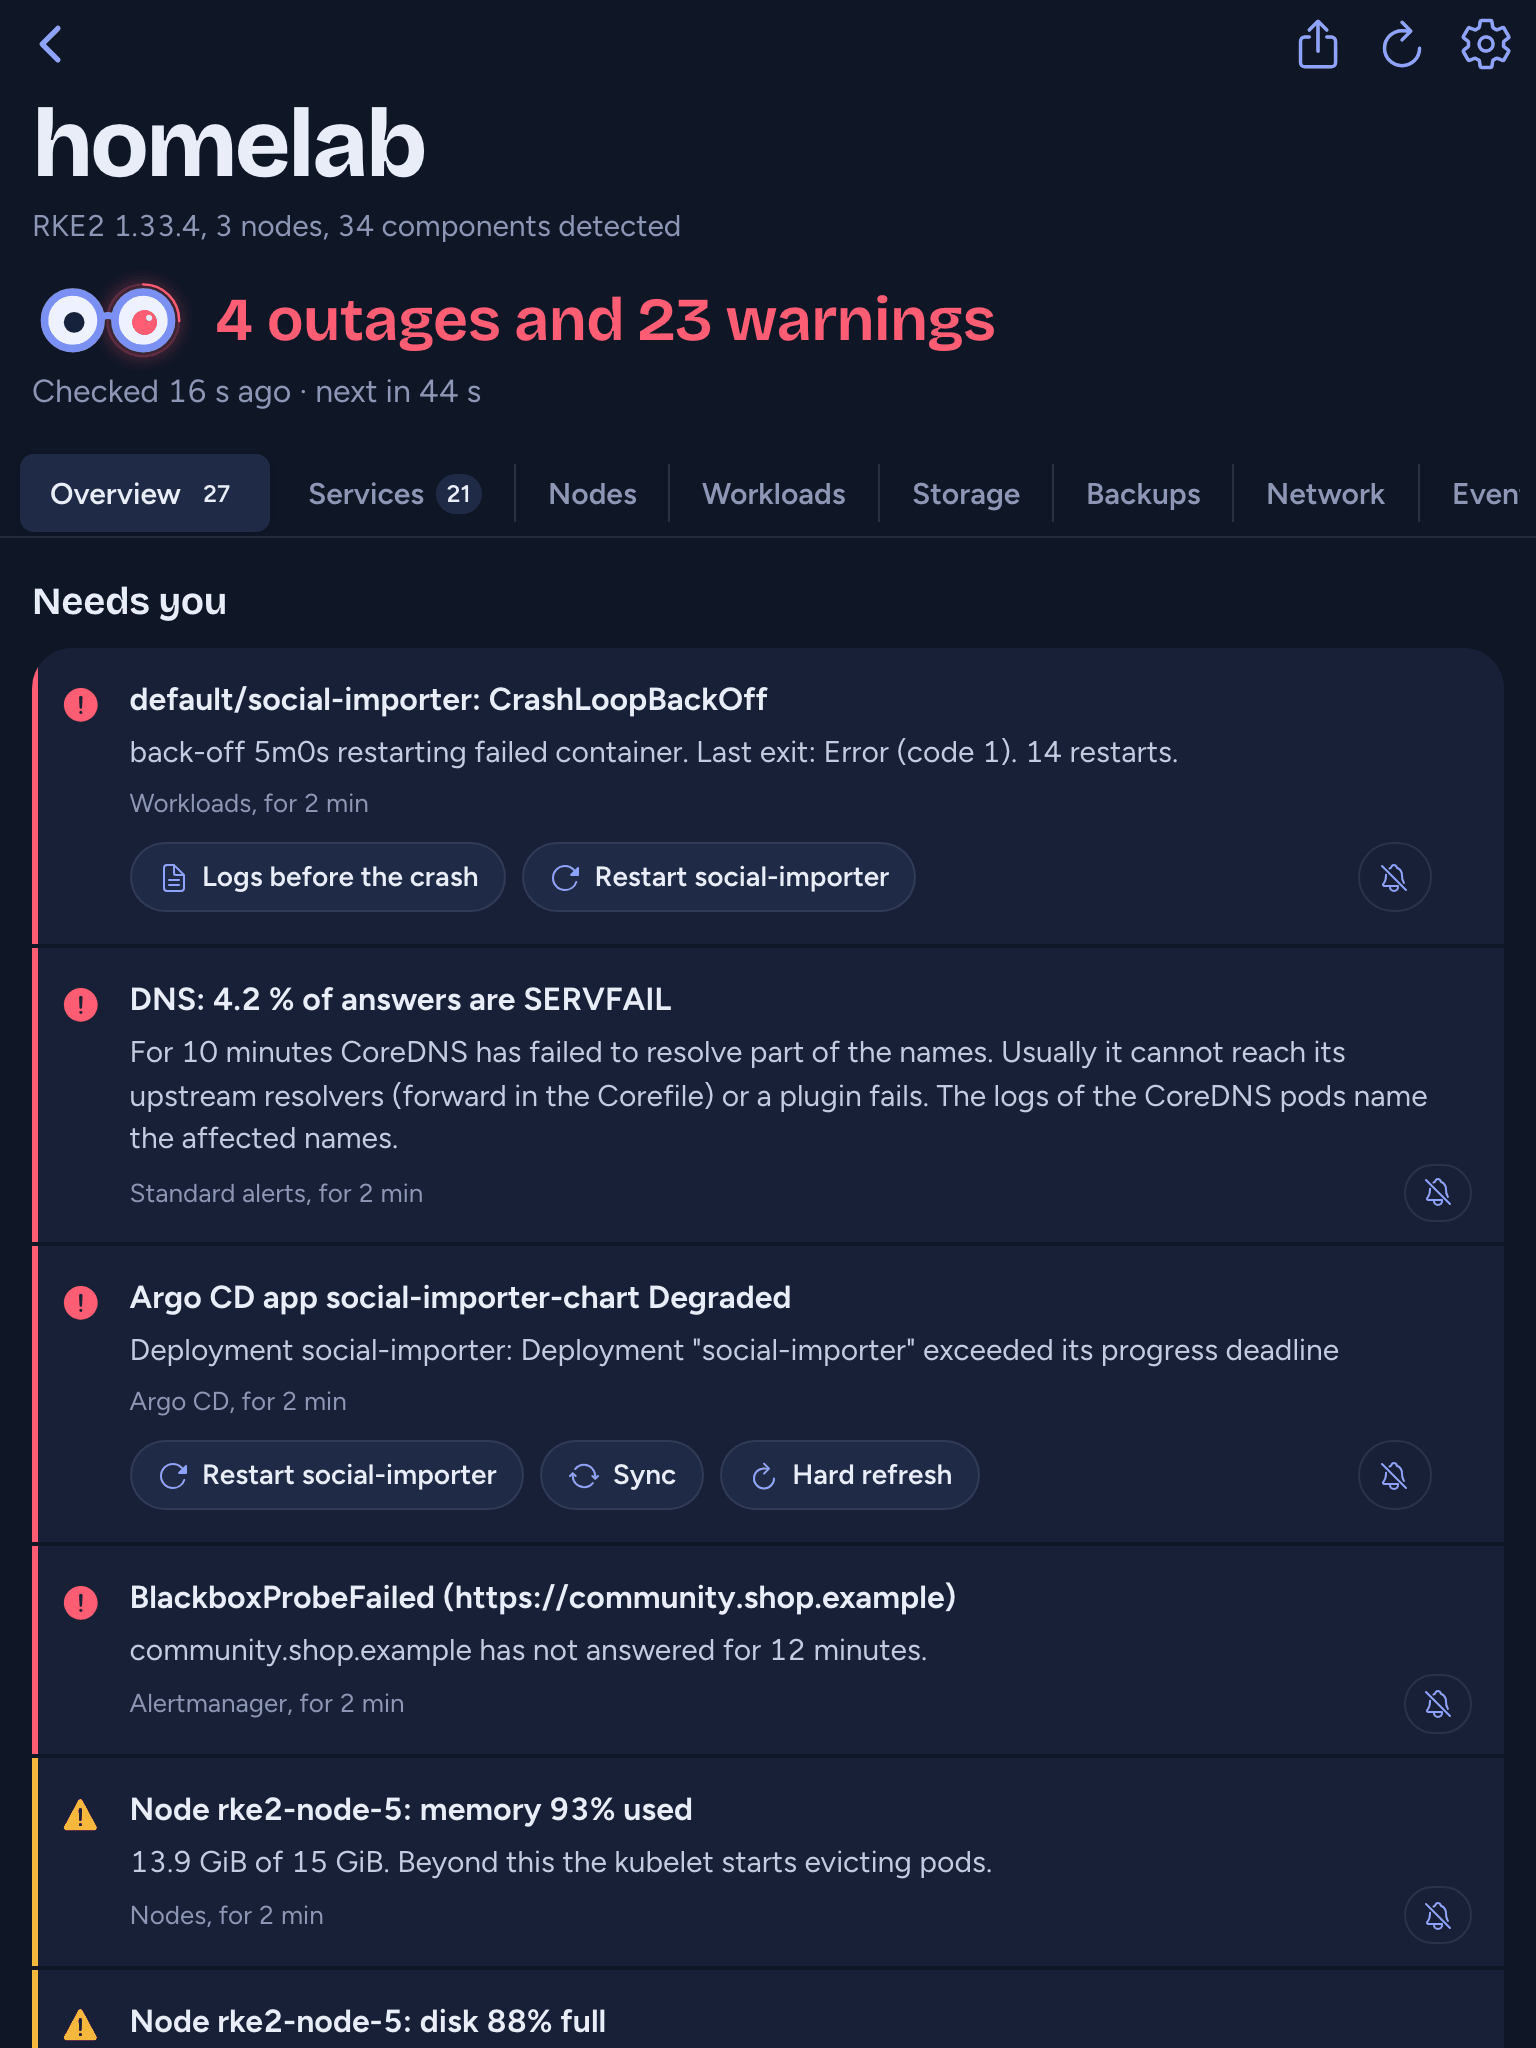 homelab
RKE2 1.33.4, 3 nodes, 34 components detected
4 outages and 23 warnings
Checked 16 s ago · next in 44 s
Overview 27 Services 21 Nodes Workloads Storage Backups Network Even
Needs you
default/social-importer: CrashLoopBackOff
back-off 5m0s restarting failed container. Last exit: Error (code 1). 14 restarts.
Workloads, for 2 min
Logs before the crash Restart social-importer
DNS: 4.2 % of answers are SERVFAIL
For 10 minutes CoreDNS has failed to resolve part of the names. Usually it cannot reach its
upstream resolvers (forward in the Corefile) or a plugin fails. The logs of the CoreDNS pods name
the affected names.
Standard alerts, for 2 min
Argo CD app social-importer-chart Degraded
Deployment social-importer: Deployment "social-importer" exceeded its progress deadline
Argo CD, for 2 min
Restart social-importer Sync Hard refresh
BlackboxProbeFailed (https://community.shop.example)
community.shop.example has not answered for 12 minutes.
Alertmanager, for 2 min
Node rke2-node-5: memory 93% used
13.9 GiB of 15 GiB. Beyond this the kubelet starts evicting pods.
Nodes, for 2 min
Node rke2-node-5: disk 88% full